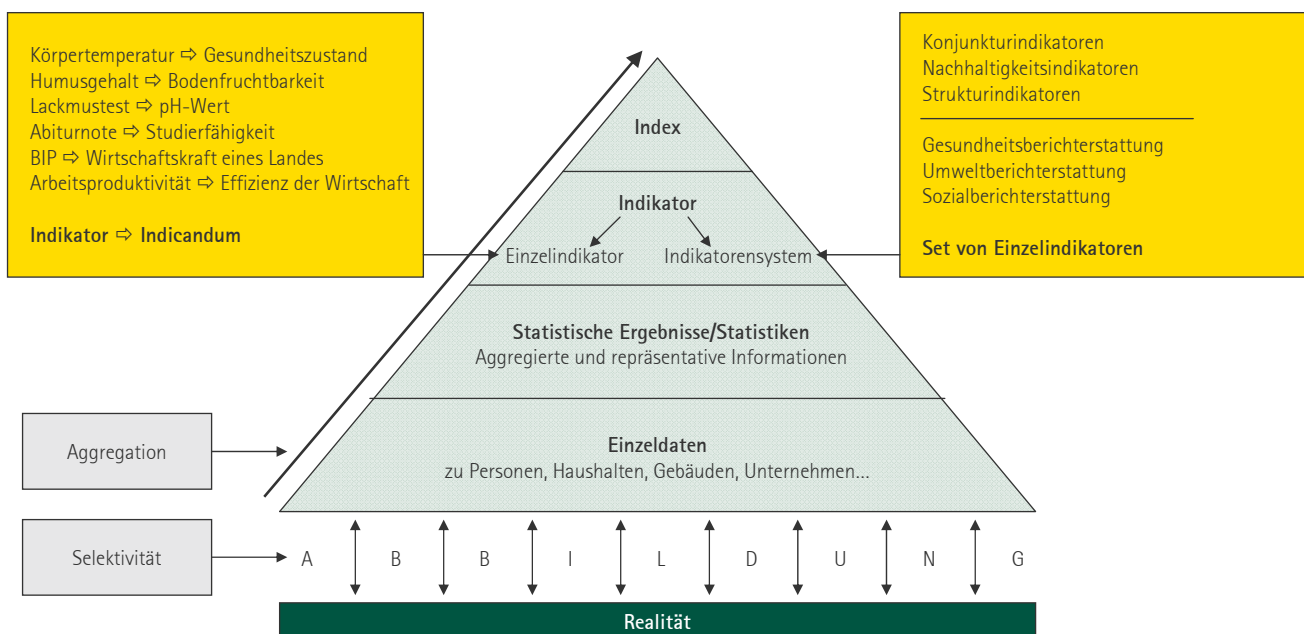 Körpertemperatur ⇨ Gesundheitszustand
Humusgehalt ⇨ Bodenfruchtbarkeit
Lackmustest ⇨ pH-Wert
Abiturnote ⇨ Studierfähigkeit
BIP ⇨ Wirtschaftskraft eines Landes
Arbeitsproduktivität ⇨ Effizienz der Wirtschaft
Indikator ⇨ Indicandum
Konjunkturindikatoren
Nachhaltigkeitsindikatoren
Strukturindikatoren
Gesundheitsberichterstattung
Umweltberichterstattung
Sozialberichterstattung
Set von Einzelindikatoren
Index
Indikator
Einzelindikator Indikatorensystem
Statistische Ergebnisse/Statistiken
Aggregierte und repräsentative Informationen
Aggregation
Einzeldaten
zu Personen, Haushalten, Gebäuden, Unternehmen...
Selektivität
A B B I L D U N G
Realität